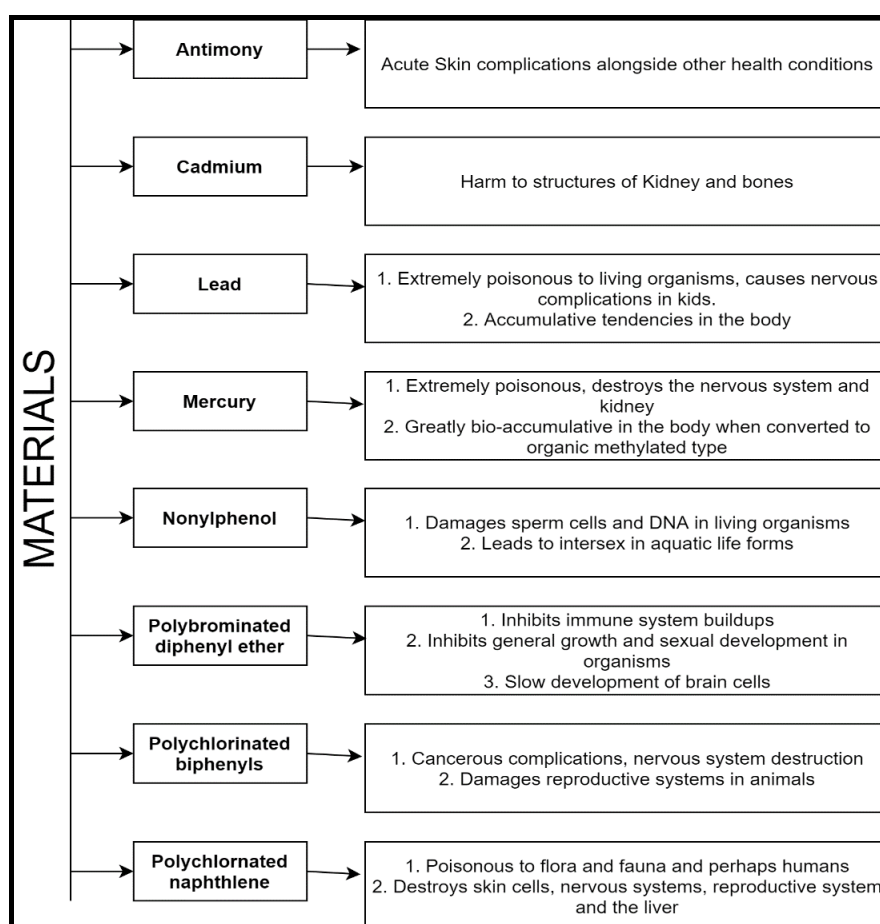 MATERIALS
Antimony
Acute Skin complications alongside other health conditions
Cadmium
Harm to structures of Kidney and bones
Lead
1. Extremely poisonous to living organisms, causes nervous
complications in kids.
2. Accumulative tendencies in the body
Mercury
1. Extremely poisonous, destroys the nervous system and
kidney
2. Greatly bio-accumulative in the body when converted to
organic methylated type
Nonylphenol
1. Damages sperm cells and DNA in living organisms
2. Leads to intersex in aquatic life forms
Polybrominated
diphenyl ether
1. Inhibits immune system buildups
2. Inhibits general growth and sexual development in
organisms
3. Slow development of brain cells
Polychlorinated
biphenyls
1. Cancerous complications, nervous system destruction
2. Damages reproductive systems in animals
Polychlornated
naphthlene
1. Poisonous to flora and fauna and perhaps humans
2. Destroys skin cells, nervous systems, reproductive system
and the liver